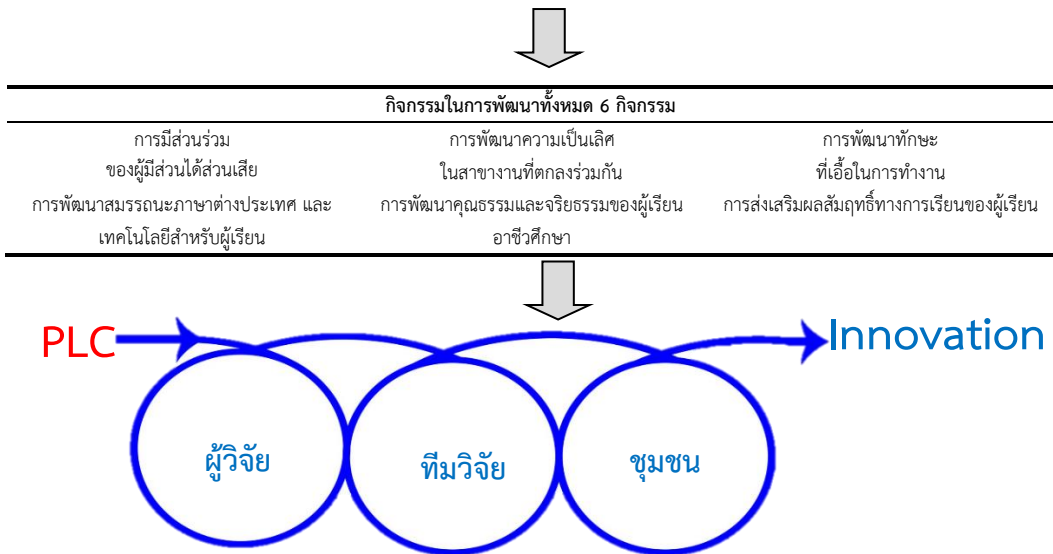 กิจกรรมในการพัฒนาทั้งหมด 6 กิจกรรม
การมีส่วนร่วม
ของผู้มีส่วนได้ส่วนเสีย
การพัฒนาความเป็นเลิศ
ในสาขางานที่ตกลงร่วมกัน
การพัฒนาทักษะ
ที่เอื้อในการทำงาน
การพัฒนาสมรรถนะภาษาต่างประเทศ และ
เทคโนโลยีสำหรับผู้เรียน
การพัฒนาคุณธรรมและจริยธรรมของผู้เรียน
อาชีวศึกษา
การส่งเสริมผลสัมฤทธิ์ทางการเรียนของผู้เรียน
PLC
Innovation
ผู้วิจัย
ทีมวิจัย
ชุมชน